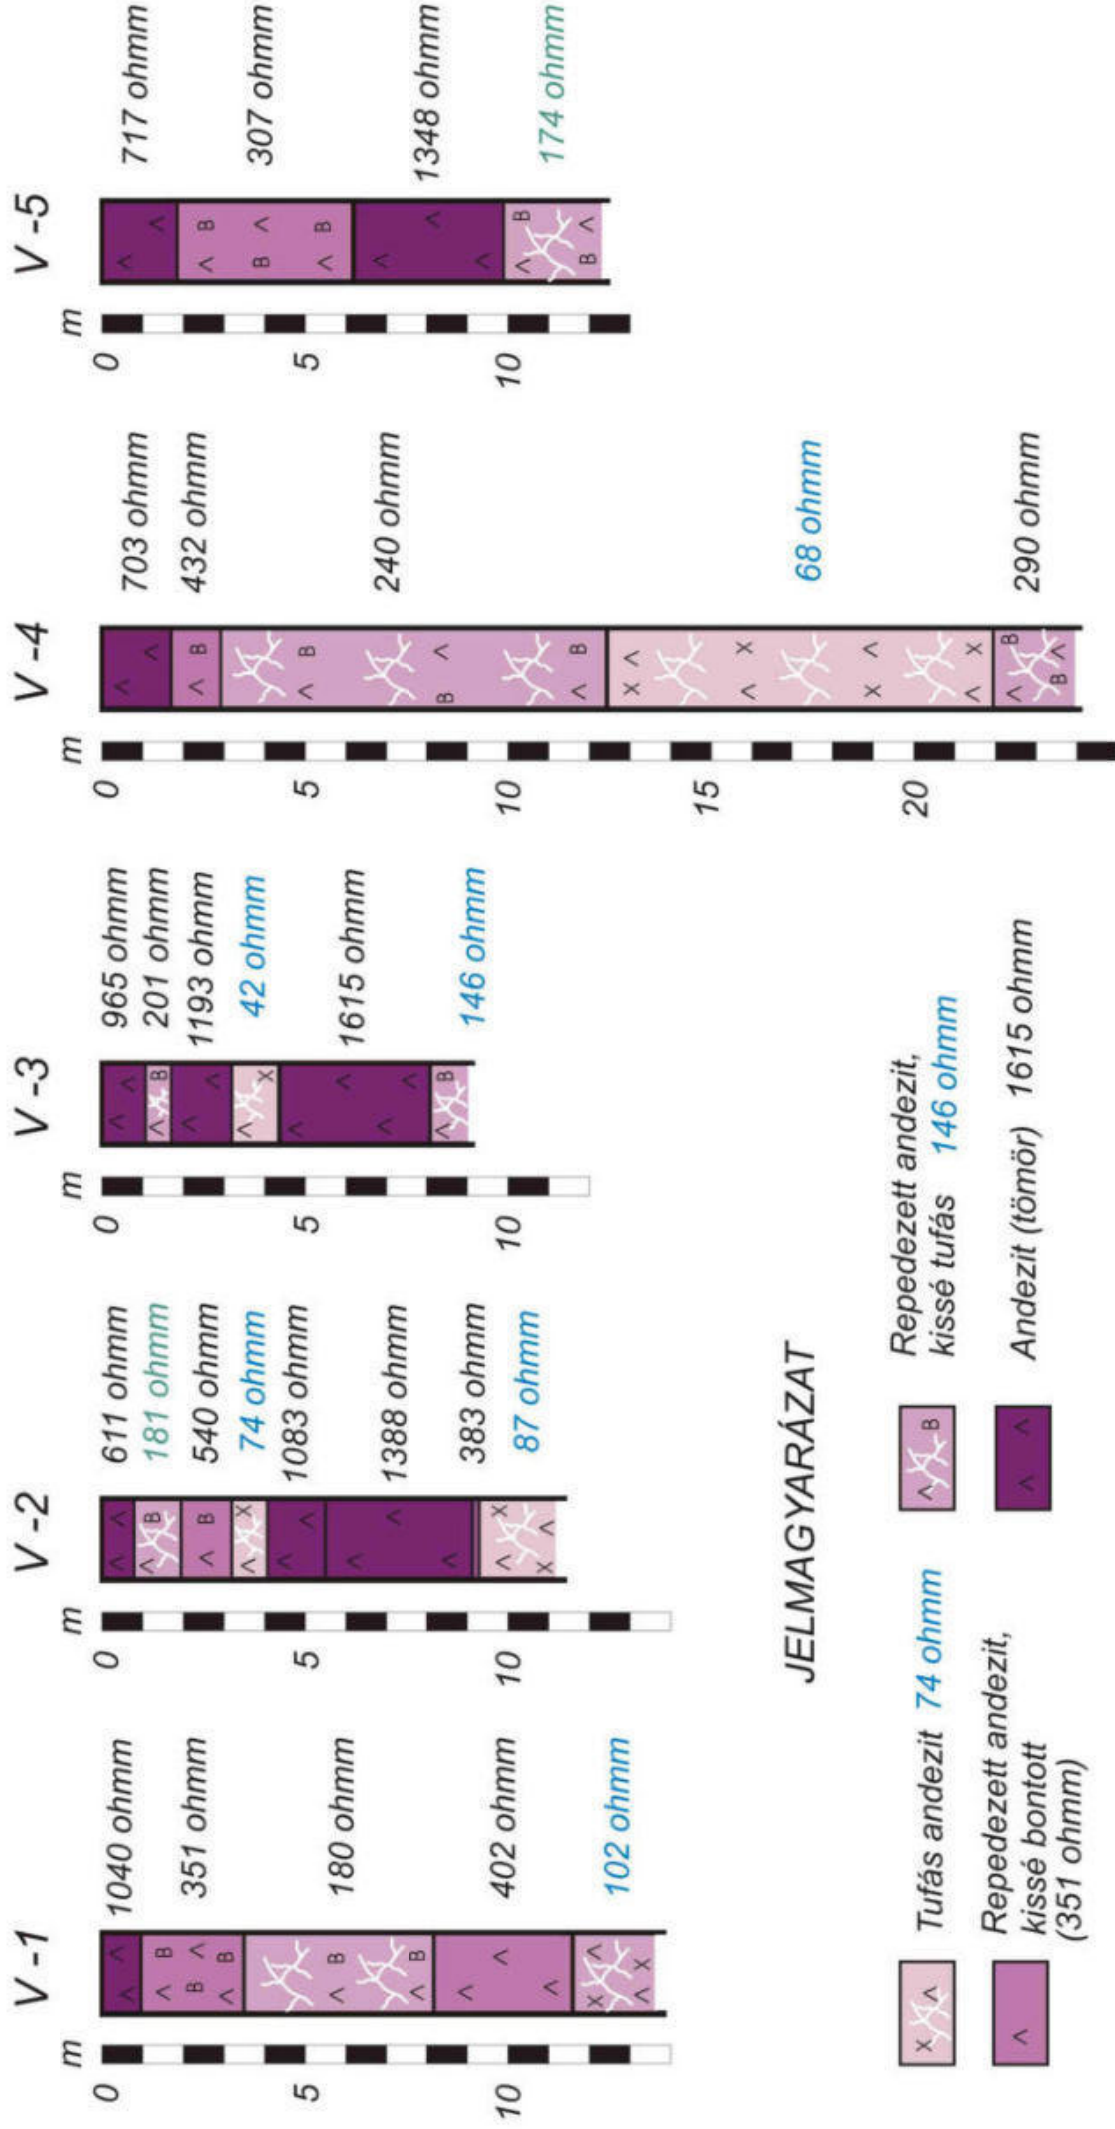 V -1
m
0
5
10
1040 ohmm
351 ohmm
180 ohmm
402 ohmm
102 ohmm
V -2
m
0
5
10
611 ohmm
181 ohmm
540 ohmm
74 ohmm
1083 ohmm
1388 ohmm
383 ohmm
87 ohmm
V -3
m
0
5
10
965 ohmm
201 ohmm
1193 ohmm
42 ohmm
1615 ohmm
146 ohmm
V -4
m
0
5
10
15
20
703 ohmm
432 ohmm
240 ohmm
68 ohmm
290 ohmm
V -5
m
0
5
10
717 ohmm
307 ohmm
1348 ohmm
174 ohmm
JELMAGYARÁZAT
Tufás andezit 74 ohmm
Repedezett andezit,
kissé bontott
(351 ohmm)
Repedezett andezit,
kissé tufás 146 ohmm
Andezit (tömör) 1615 ohmm